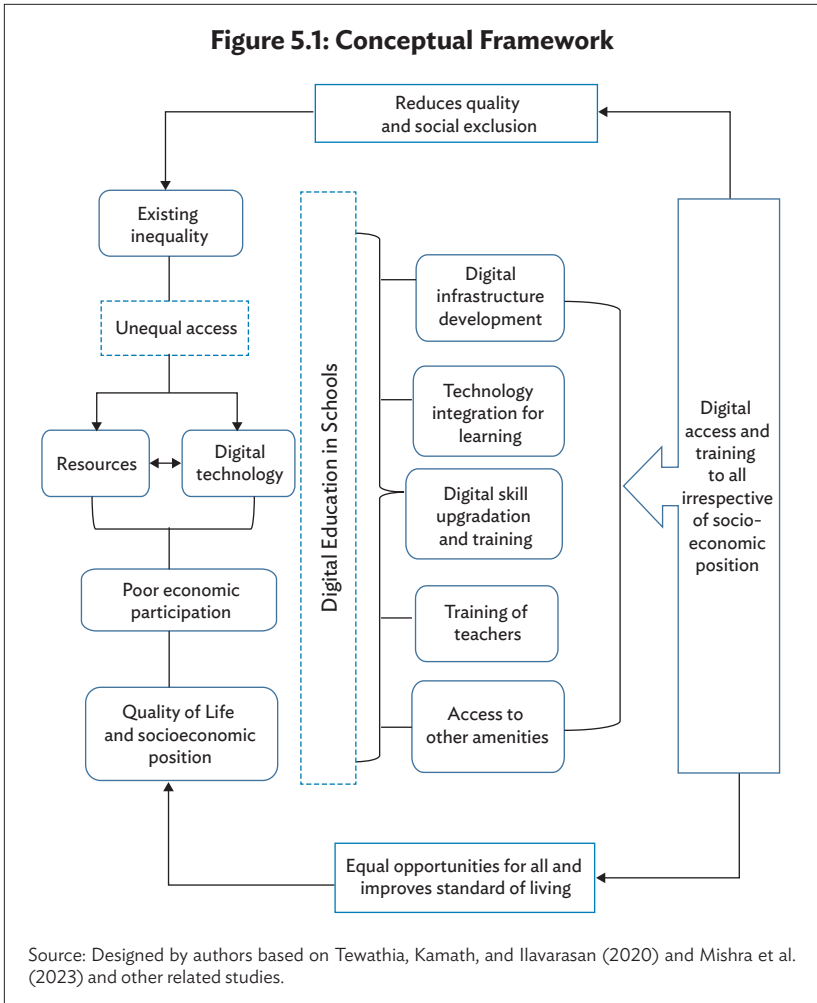 Figure 5.1: Conceptual Framework
Reduces quality
and social exclusion
Existing
inequality
Unequal access
Resources
Digital
technology
Poor economic
participation
Quality of Life
and socioeconomic
position
Digital Education in Schools
Digital
infrastructure
development
Technology
integration for
learning
Digital skill
upgradation
and training
Training of
teachers
Access to
other amenities
Digital
access and
training
to all
irrespective
of socio-
economic
position
Equal opportunities for all and
improves standard of living
Source: Designed by authors based on Tewathia, Kamath, and Ilavarasan (2020) and Mishra et al.
(2023) and other related studies.